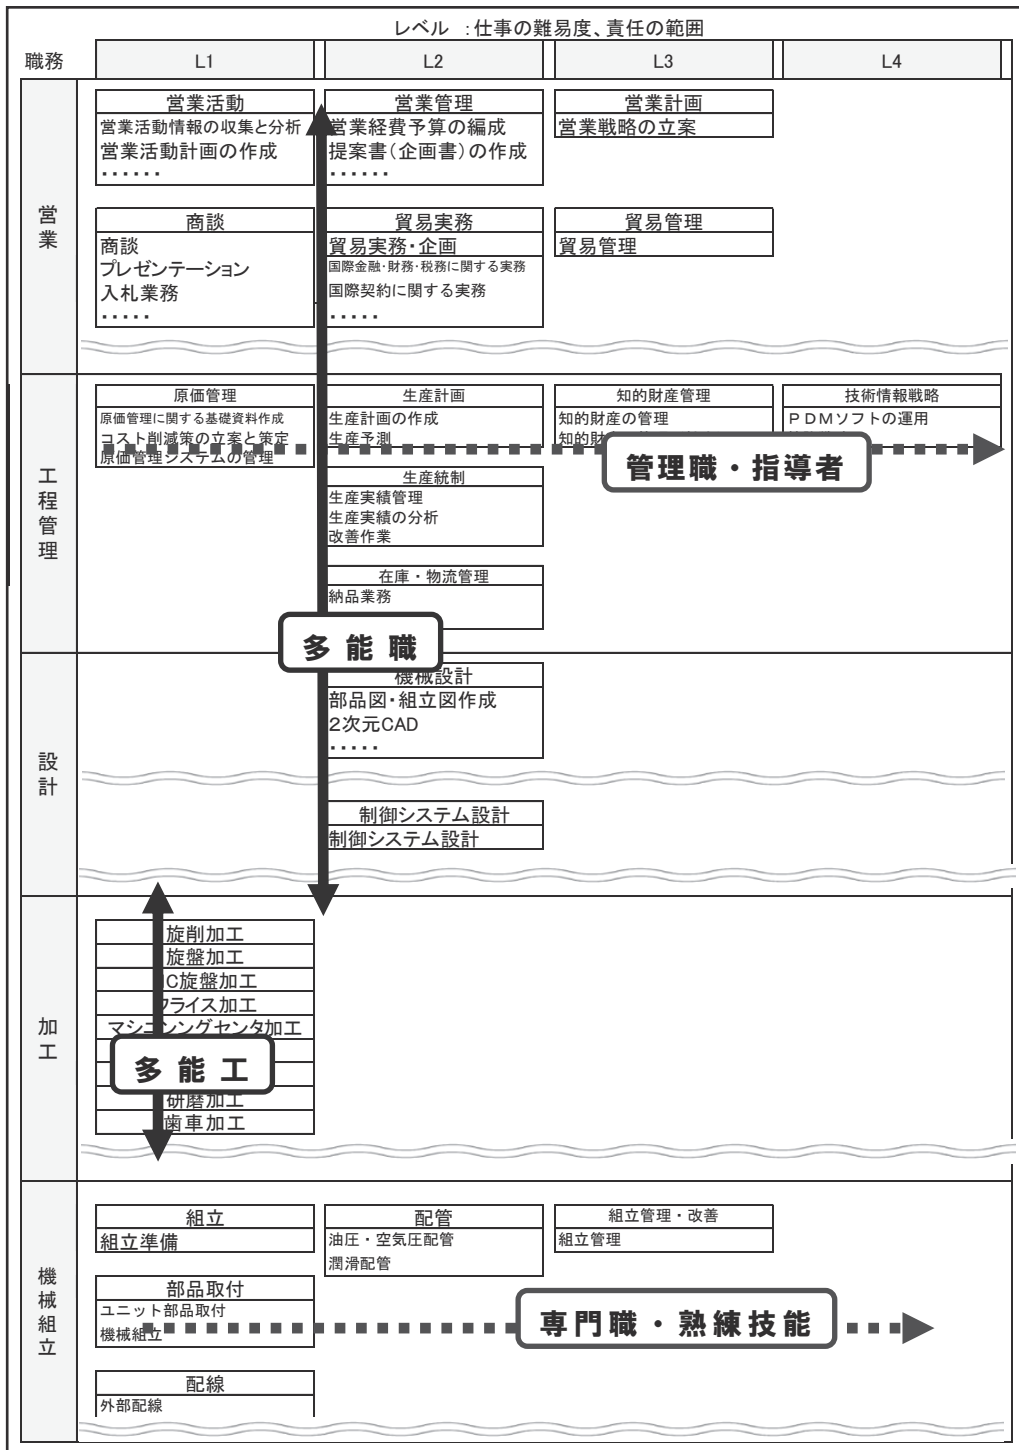 レベル :仕事の難易度、責任の範囲
職務 L1 L2 L3 L4
営業
営業活動
営業活動情報の収集と分析
営業活動計画の作成
・・・・・・
営業管理
営業経費予算の編成
提案書(企画書)の作成
・・・・・・
営業計画
営業戦略の立案
商談
商談
プレゼンテーション
入札業務
・・・・・
貿易実務
貿易実務・企画
国際金融・財務・税務に関する実務
国際契約に関する実務
・・・・・
貿易管理
貿易管理
工程管理
原価管理
原価管理に関する基礎資料作成
コスト削減策の立案と策定
原価管理システムの管理
生産計画
生産計画の作成
生産予測
知的財産管理
知的財産の管理
知的財
技術情報戦略
PDMソフトの運用
管理職・指導者
生産統制
生産実績管理
生産実績の分析
改善作業
在庫・物流管理
納品業務
多能職
設計
機械設計
部品図・組立図作成
2次元CAD
・・・・・
制御システム設計
制御システム設計
加工
旋削加工
旋盤加工
C旋盤加工
フライス加工
マシニングセンタ加工
多能工
研磨加工
歯車加工
機械組立
組立
組立準備
配管
油圧・空気圧配管
潤滑配管
組立管理・改善
組立管理
部品取付
ユニット部品取付
機械組立
専門職・熟練技能
配線
外部配線